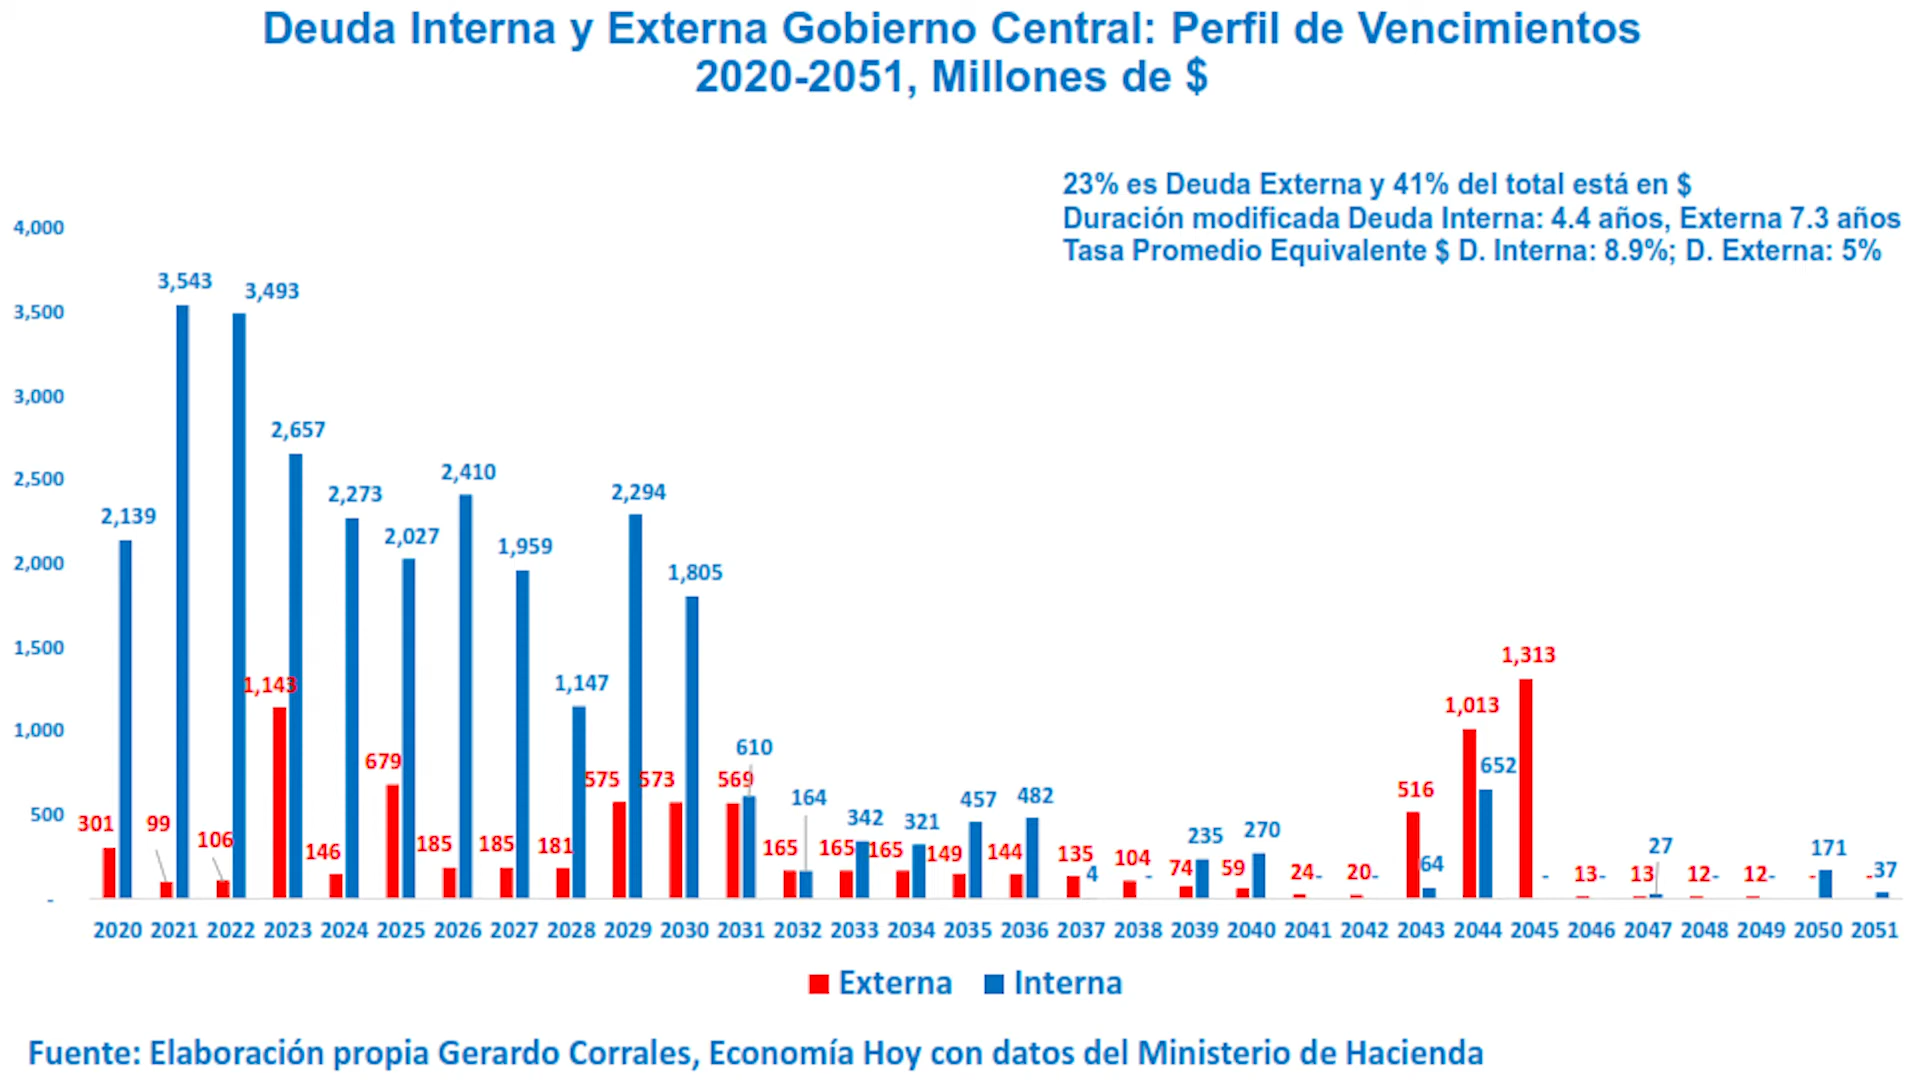 Deuda Interna y Externa Gobierno Central: Perfil de Vencimientos
2020-2051, Millones de $
23% es Deuda Externa y 41% del total está en $
Duración modificada Deuda Interna: 4.4 años, Externa 7.3 años
Tasa Promedio Equivalente $ D. Interna: 8.9%; D. Externa: 5%
4,000
3,500
3,000
2,500
2,000
1,500
1,000
500
-
301 99 106 1,143 146 679 185 185 181 575 573 569 165 165 165 149 144 135 104 74 59 24 20 516 1,013 1,313 13 13 12 12 - -
2,139 3,543 3,493 2,657 2,273 2,027 2,410 1,959 1,147 2,294 1,805 610 164 342 321 457 482 4 - 235 270 - - 64 652 - - 27 - - 171 37
2020 2021 2022 2023 2024 2025 2026 2027 2028 2029 2030 2031 2032 2033 2034 2035 2036 2037 2038 2039 2040 2041 2042 2043 2044 2045 2046 2047 2048 2049 2050 2051
Externa Interna
Fuente: Elaboración propia Gerardo Corrales, Economía Hoy con datos del Ministerio de Hacienda